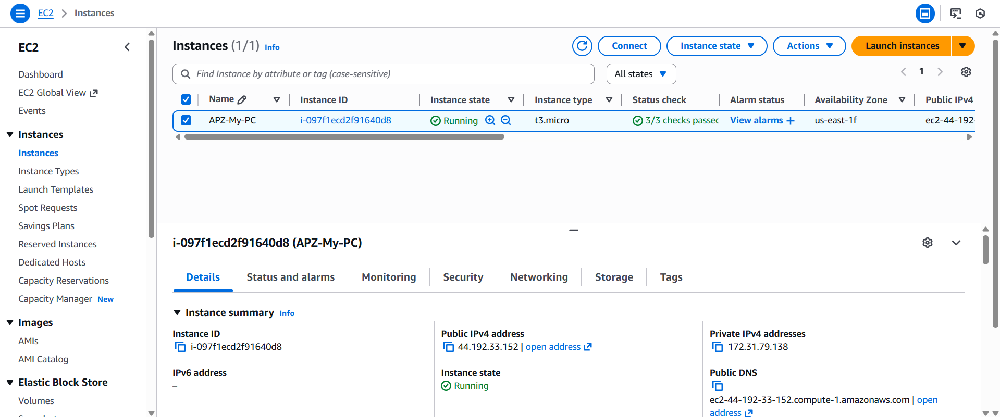 EC2 > Instances
EC2
Dashboard
EC2 Global View
Events
Instances
Instances
Instance Types
Launch Templates
Spot Requests
Savings Plans
Reserved Instances
Dedicated Hosts
Capacity Reservations
Capacity Manager New
Images
AMIs
AMI Catalog
Elastic Block Store
Volumes
Instances (1/1) Info
Connect
Instance state
Actions
Launch instances
Find Instance by attribute or tag (case-sensitive)
All states
1
Name Instance ID Instance state Instance type Status check Alarm status Availability Zone Public IPv4
APZ-My-PC i-097f1ecd2f91640d8 Running t3.micro 3/3 checks passed View alarms + us-east-1f ec2-44-192-
i-097f1ecd2f91640d8 (APZ-My-PC)
Details Status and alarms Monitoring Security Networking Storage Tags
Instance summary Info
Instance ID
i-097f1ecd2f91640d8
Public IPv4 address
44.192.33.152 | open address
Private IPv4 addresses
172.31.79.138
IPv6 address
–
Instance state
Running
Public DNS
ec2-44-192-33-152.compute-1.amazonaws.com | open
address